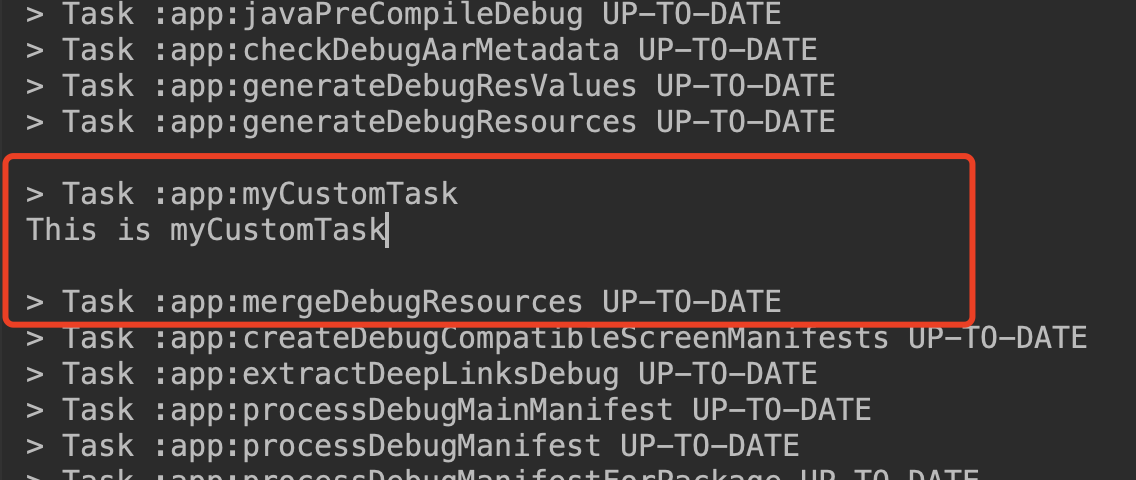 > Task :app:javaPreCompileDebug UP-TO-DATE
> Task :app:checkDebugAarMetadata UP-TO-DATE
> Task :app:generateDebugResValues UP-TO-DATE
> Task :app:generateDebugResources UP-TO-DATE
> Task :app:myCustomTask
This is myCustomTask
> Task :app:mergeDebugResources UP-TO-DATE
> Task :app:createDebugCompatibleScreenManifests UP-TO-DATE
> Task :app:extractDeepLinksDebug UP-TO-DATE
> Task :app:processDebugMainManifest UP-TO-DATE
> Task :app:processDebugManifest UP-TO-DATE
> Task :app:processDebugManifestForPackage UP-TO-DATE